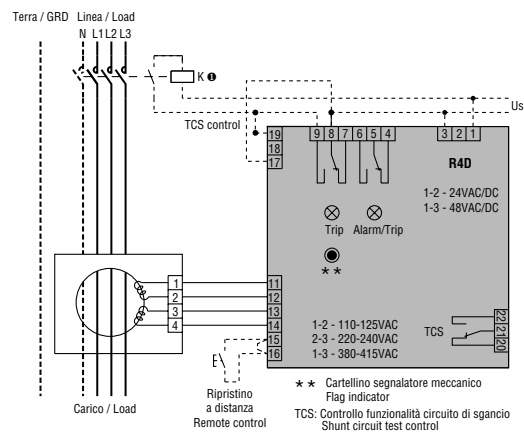 Terra / GRD Linea / Load
N L1 L2 L3
K ❶
Us
TCS control
19 9 8 7 6 5 4 3 2 1
18
17
R4D
1-2 - 24VAC/DC
1-3 - 48VAC/DC
Trip Alarm/Trip
* *
1 11
2 12
3 13
4 14
15
16
1-2 - 110-125VAC
2-3 - 220-240VAC
1-3 - 380-415VAC
TCS
22
21
20
E
Carico / Load
Ripristino
a distanza
Remote control
* * Cartellino segnalatore meccanico
Flag indicator
TCS: Controllo funzionalità circuito di sgancio
Shunt circuit test control